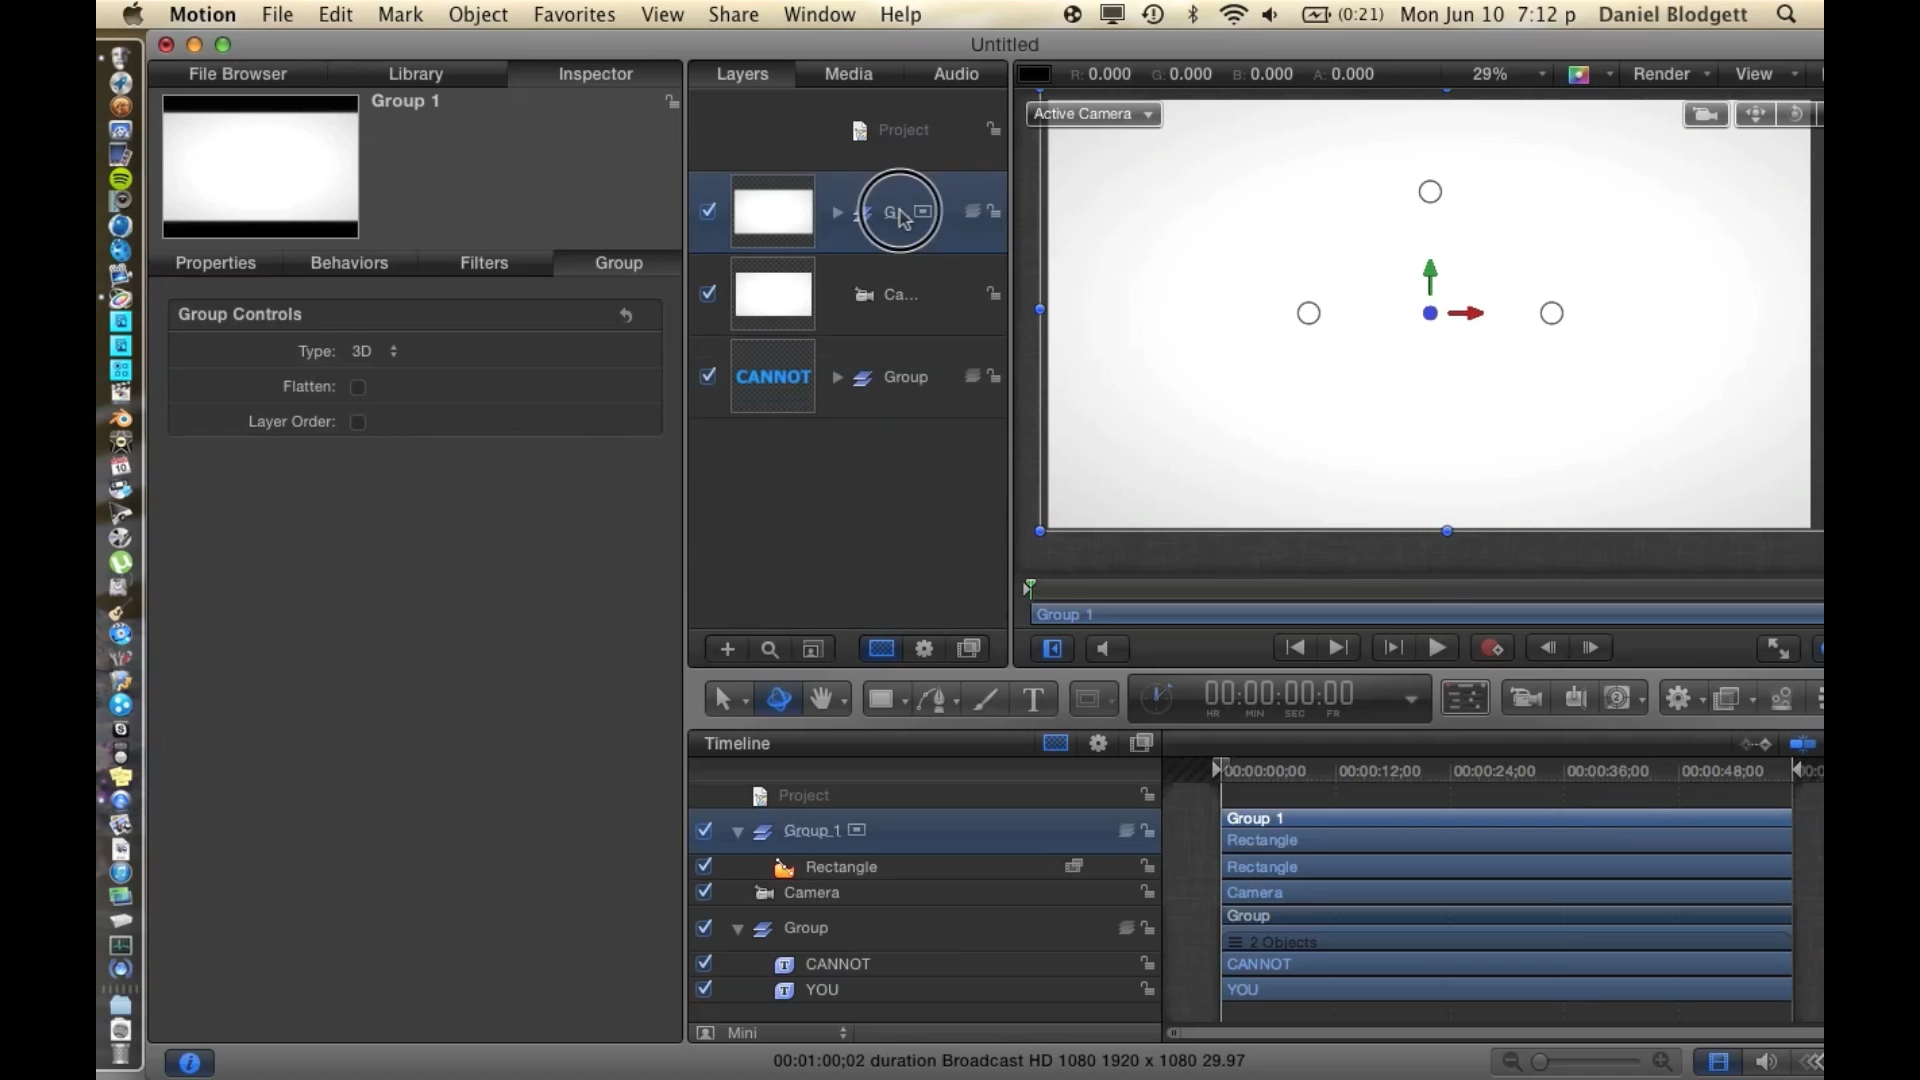 Motion File Edit Mark Object Favorites View Share Window Help (0:21) Mon Jun 10 7:12 p Daniel Blodgett
Untitled
File Browser Library Inspector
Group 1
Properties Behaviors Filters Group
Group Controls
Type: 3D
Flatten:
Layer Order:
Layers Media Audio
Project
Ca...
CANNOT Group
R: 0.000 G: 0.000 B: 0.000 A: 0.000 29% Render View
Active Camera
Group 1
00:00:00:00
HR MIN SEC FR
Timeline
00:00:00;00 00:00:12;00 00:00:24;00 00:00:36;00 00:00:48;00
Project
Group 1 Group 1
Rectangle
Rectangle Rectangle
Camera Camera
Group Group
2 Objects
CANNOT CANNOT
YOU YOU
Mini
00:01:00;02 duration Broadcast HD 1080 1920 x 1080 29.97